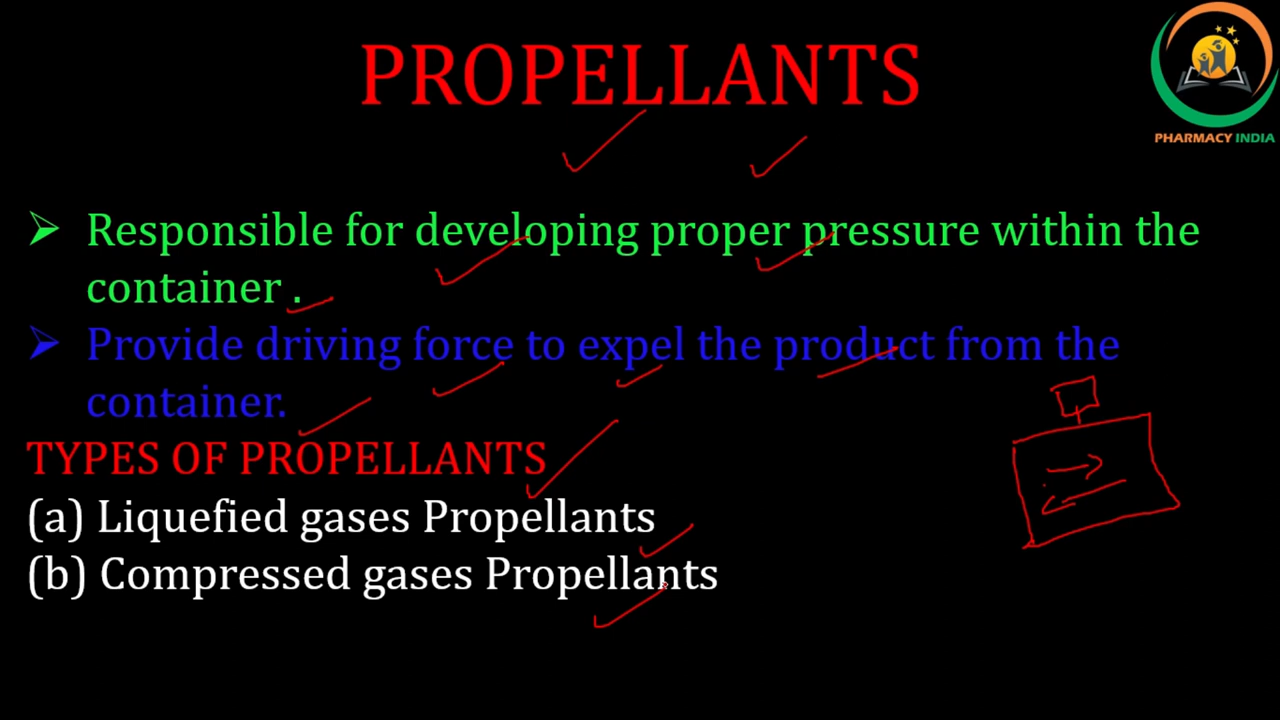 PROPELLANTS
PHARMACY INDIA
➢ Responsible for developing proper pressure within the
container .
➢ Provide driving force to expel the product from the
container.
TYPES OF PROPELLANTS
(a) Liquefied gases Propellants
(b) Compressed gases Propellants